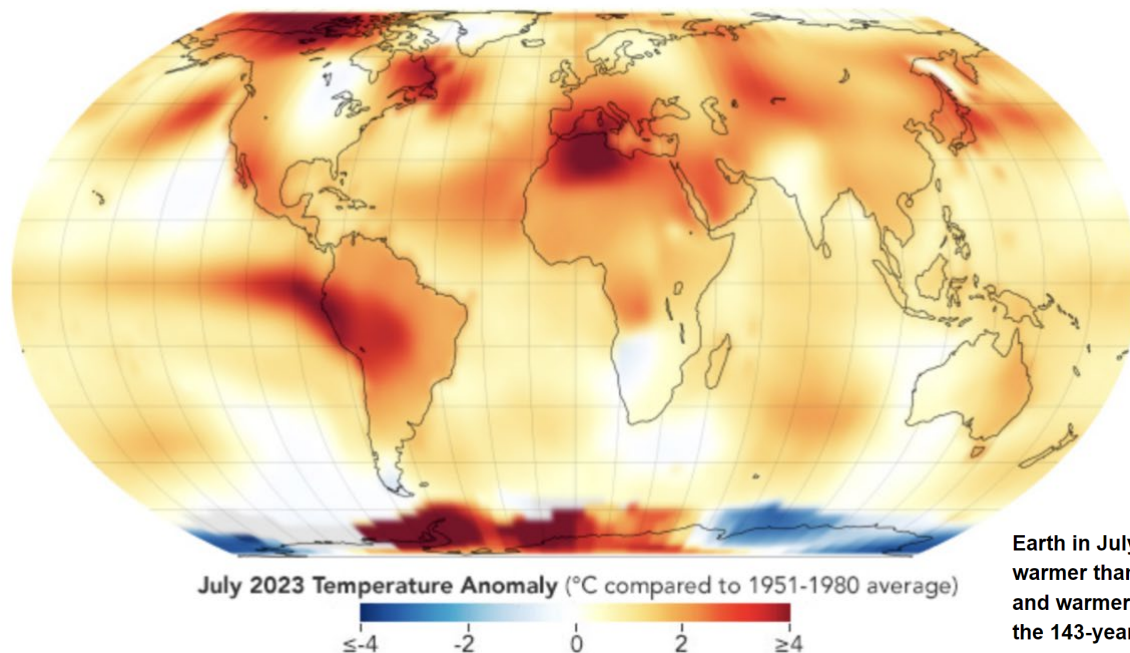 July 2023 Temperature Anomaly (°C compared to 1951-1980 average)
≤-4 -2 0 2 ≥4
Earth in July
warmer than
and warmer
the 143-year